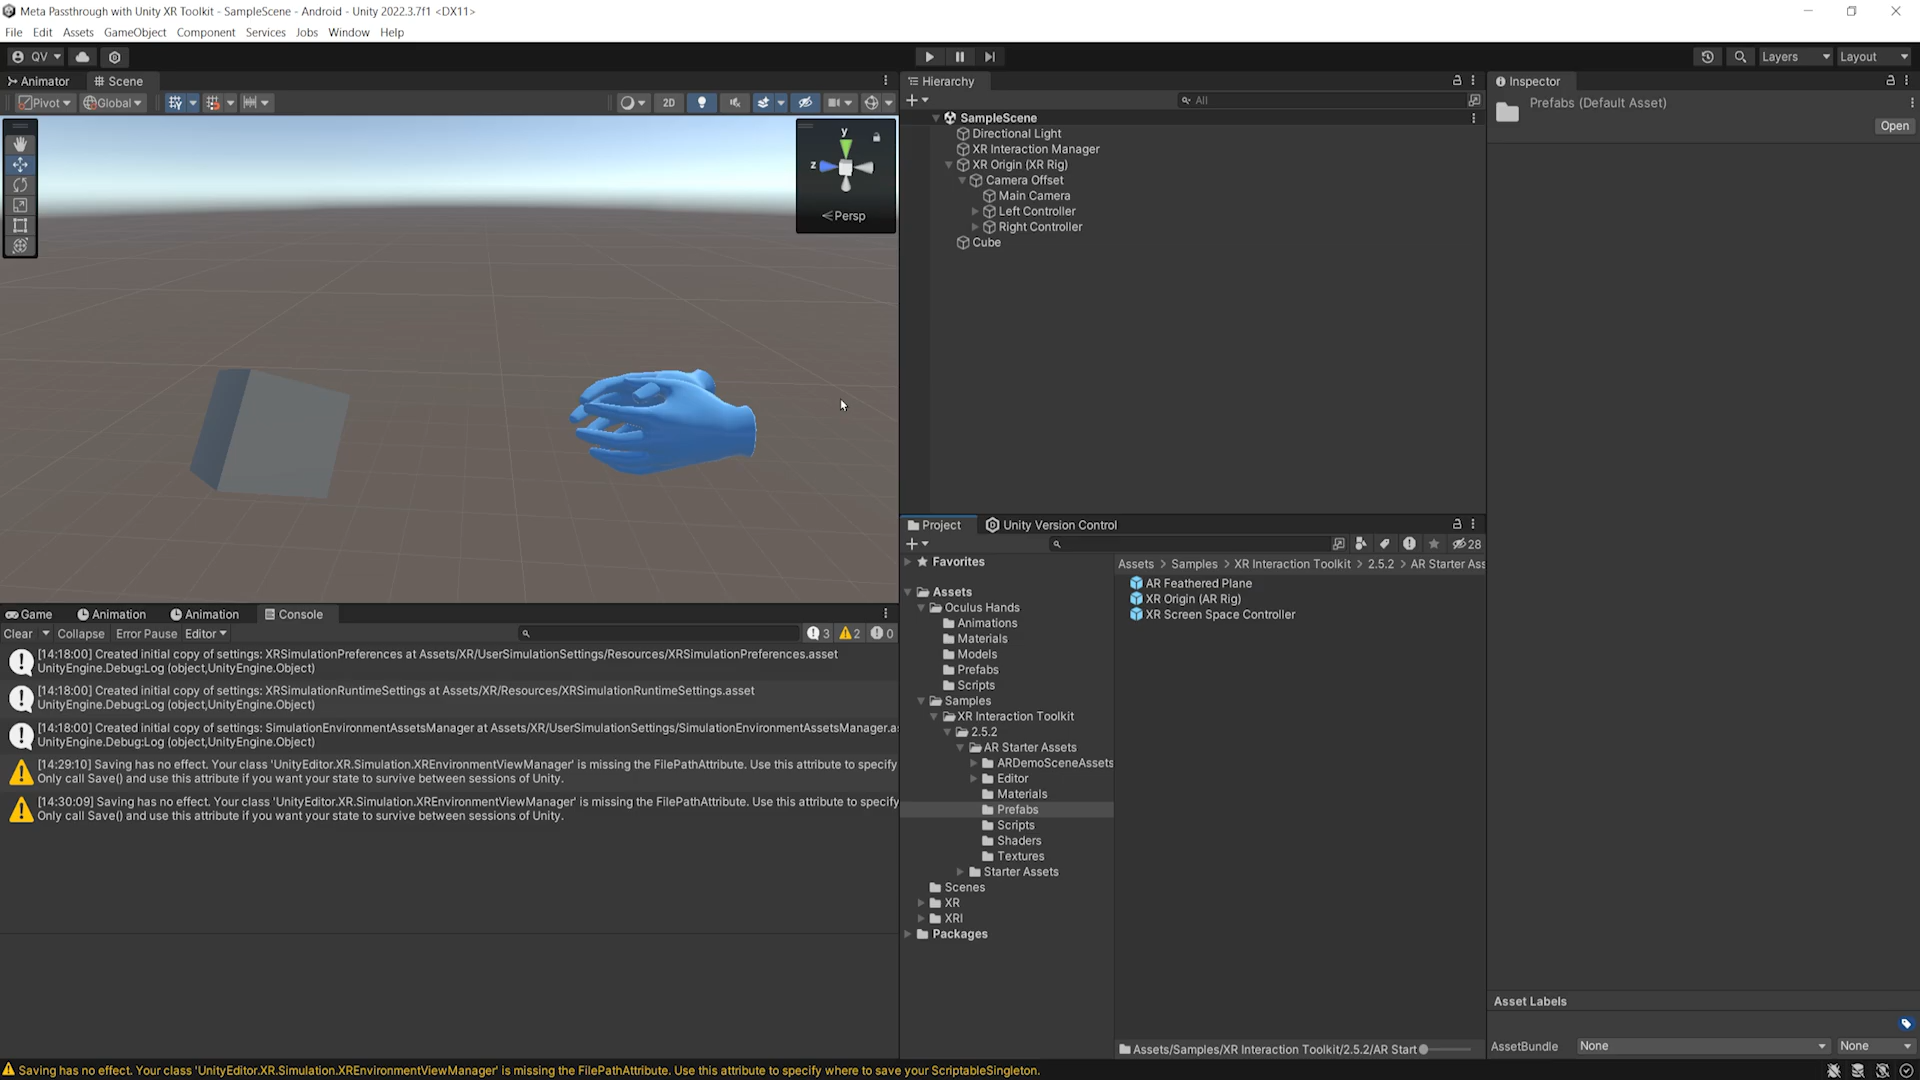 Meta Passthrough with Unity XR Toolkit - SampleScene - Android - Unity 2022.3.7f1 <DX11>
File Edit Assets GameObject Component Services Jobs Window Help
QV Layers Layout
Animator Scene
Pivot Global 2D
y
z
Persp
Hierarchy
All
SampleScene
Directional Light
XR Interaction Manager
XR Origin (XR Rig)
Camera Offset
Main Camera
Left Controller
Right Controller
Cube
Inspector
Prefabs (Default Asset)
Open
Game Animation Animation Console
Clear Collapse Error Pause Editor 3 2 0
[14:18:00] Created initial copy of settings: XRSimulationPreferences at Assets/XR/UserSimulationSettings/Resources/XRSimulationPreferences.asset
UnityEngine.Debug:Log (object,UnityEngine.Object)
[14:18:00] Created initial copy of settings: XRSimulationRuntimeSettings at Assets/XR/Resources/XRSimulationRuntimeSettings.asset
UnityEngine.Debug:Log (object,UnityEngine.Object)
[14:18:00] Created initial copy of settings: SimulationEnvironmentAssetsManager at Assets/XR/UserSimulationSettings/SimulationEnvironmentAssetsManager.a
UnityEngine.Debug:Log (object,UnityEngine.Object)
[14:29:10] Saving has no effect. Your class 'UnityEditor.XR.Simulation.XREnvironmentViewManager' is missing the FilePathAttribute. Use this attribute to specify
Only call Save() and use this attribute if you want your state to survive between sessions of Unity.
[14:30:09] Saving has no effect. Your class 'UnityEditor.XR.Simulation.XREnvironmentViewManager' is missing the FilePathAttribute. Use this attribute to specify
Only call Save() and use this attribute if you want your state to survive between sessions of Unity.
Project Unity Version Control
28
Favorites
Assets
Oculus Hands
Animations
Materials
Models
Prefabs
Scripts
Samples
XR Interaction Toolkit
2.5.2
AR Starter Assets
ARDemoSceneAssets
Editor
Materials
Prefabs
Scripts
Shaders
Textures
Starter Assets
Scenes
XR
XRI
Packages
Assets > Samples > XR Interaction Toolkit > 2.5.2 > AR Starter Ass
AR Feathered Plane
XR Origin (AR Rig)
XR Screen Space Controller
Assets/Samples/XR Interaction Toolkit/2.5.2/AR Start
Asset Labels
AssetBundle None None
Saving has no effect. Your class 'UnityEditor.XR.Simulation.XREnvironmentViewManager' is missing the FilePathAttribute. Use this attribute to specify where to save your ScriptableSingleton.